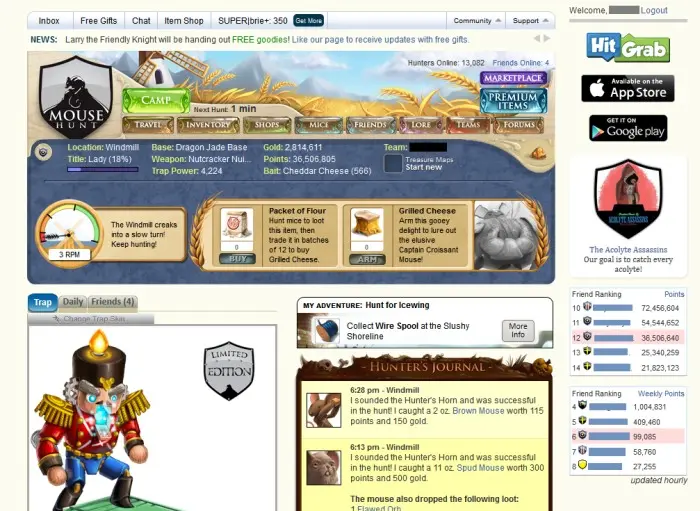 Inbox
Free Gifts
Chat
Item Shop
SUPER|brie+: 350
Get More
Community
Support
Welcome,
Logout
NEWS: Larry the Friendly Knight will be handing out FREE goodies! Like our page to receive updates with free gifts.
Hunters Online: 13,082
Friends Online: 4
MARKETPLACE
MOUSE
HUNT
CAMP
Next Hunt: 1 min
PREMIUM
ITEMS
TRAVEL
INVENTORY
SHOPS
MICE
FRIENDS
LORE
TEAMS
FORUMS
Location: Windmill
Title: Lady (18%)
Base: Dragon Jade Base
Weapon: Nutcracker Nui...
Trap Power: 4,224
Gold: 2,814,611
Points: 36,506,805
Bait: Cheddar Cheese (566)
Team:
Treasure Maps
Start new
3 RPM
The Windmill creaks
into a slow turn!
Keep hunting!
0
BUY
Packet of Flour
Hunt mice to loot
this item, then
trade it in batches
of 12 to buy
Grilled Cheese.
0
ARM
Grilled Cheese
Arm this gooey
delight to lure out
the elusive
Captain Croissant
Mouse!
Hit
Grab
Available on the
App Store
GET IT ON
Google play
ACOLYTE ASSASSINS
The Acolyte Assassins
Our goal is to catch every
acolyte!
Friend Ranking
Points
10
72,456,604
11
54,544,652
12
36,506,640
13
25,340,259
14
21,823,123
Friend Ranking
Weekly Points
4
1,004,831
5
409,460
6
99,085
7
58,760
8
27,255
updated hourly
Trap
Daily
Friends (4)
Change Trap Skin
LIMITED
EDITION
MY ADVENTURE: Hunt for Icewing
Collect Wire Spool at the Slushy
Shoreline
More
Info
HUNTER'S JOURNAL
6:28 pm - Windmill
I sounded the Hunter's Horn and was successful
in the hunt! I caught a 2 oz. Brown Mouse worth 115
points and 150 gold.
6:13 pm - Windmill
I sounded the Hunter's Horn and was successful
in the hunt! I caught a 11 oz. Spud Mouse worth 300
points and 500 gold.
The mouse also dropped the following loot:
1 Flawed Orb